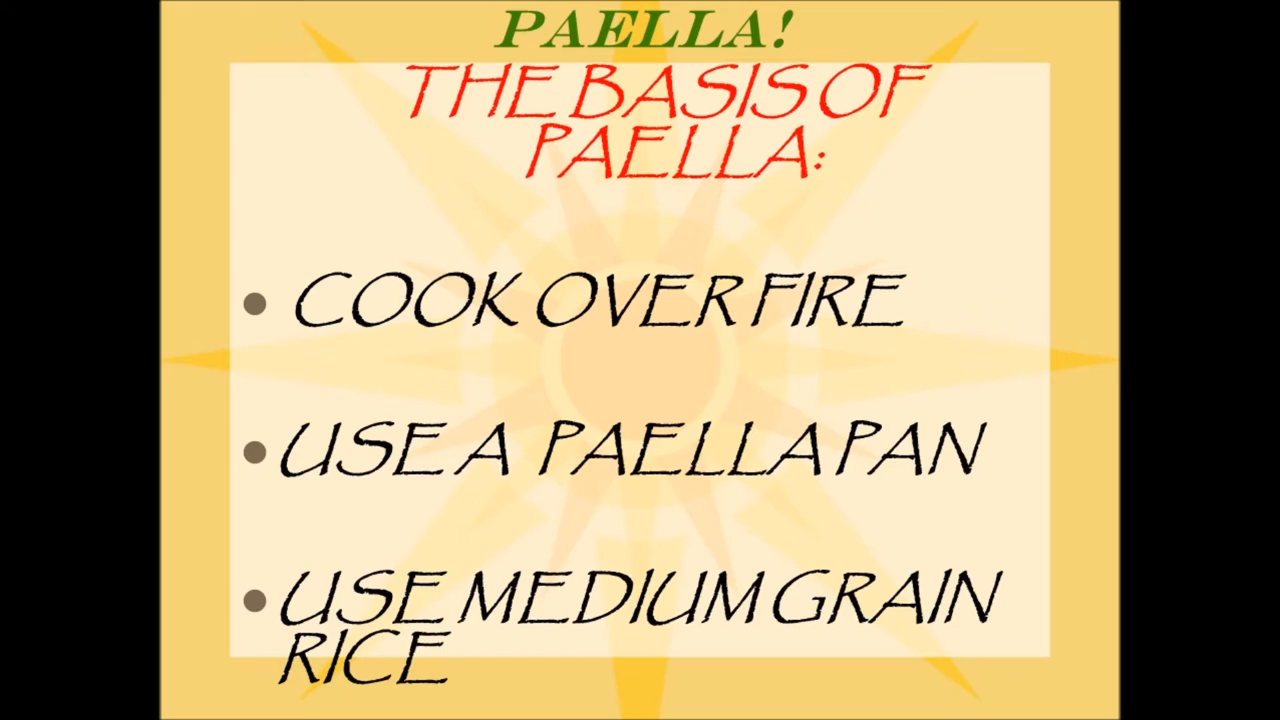 PAELLA!
THE BASIS OF
PAELLA:
• COOK OVER FIRE
• USE A PAELLA PAN
• USE MEDIUM GRAIN
RICE